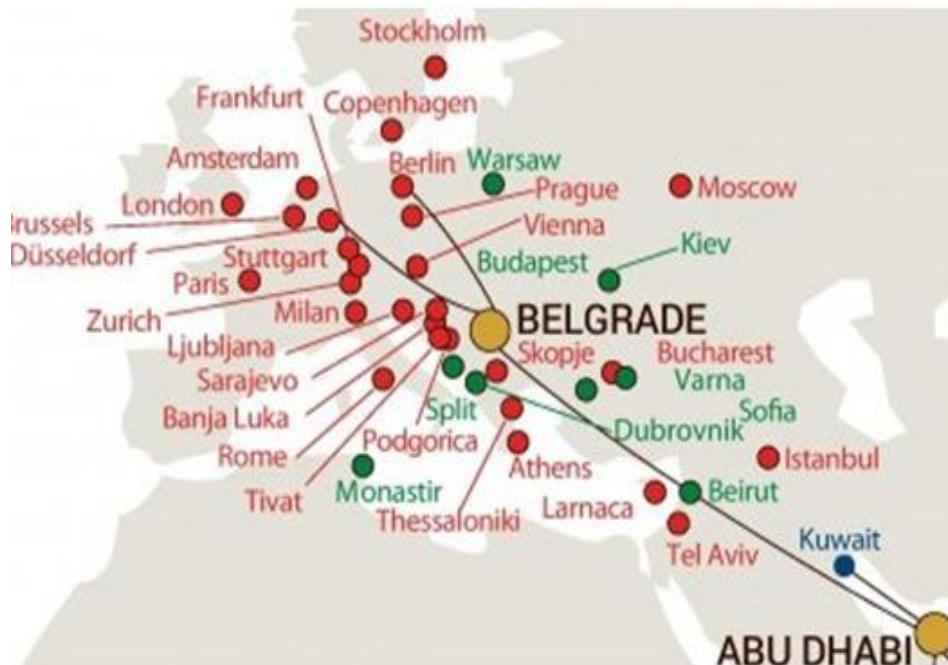 Stockholm
Frankfurt
Copenhagen
Amsterdam
Berlin
Warsaw
London
Prague
Moscow
Brussels
Vienna
Düsseldorf
Stuttgart
Budapest
Kiev
Paris
Zurich
Milan
BELGRADE
Ljubljana
Skopje
Bucharest
Sarajevo
Varna
Banja Luka
Split
Sofia
Rome
Podgorica
Dubrovnik
Tivat
Monastir
Athens
Istanbul
Thessaloniki
Larnaca
Beirut
Tel Aviv
Kuwait
ABU DHABI